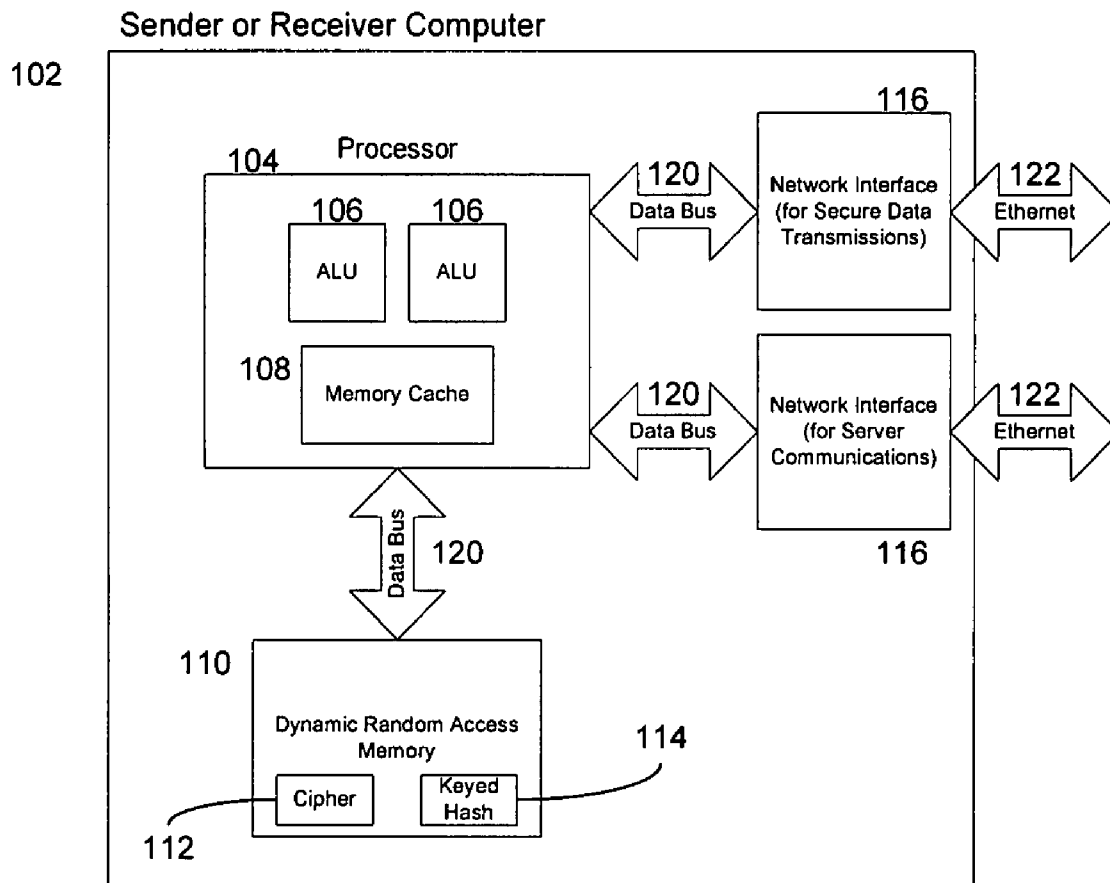 Sender or Receiver Computer
102
116
Processor
104
120
Data Bus
Network Interface
(for Secure Data
Transmissions)
122
Ethernet
106
106
ALU
ALU
108
Memory Cache
120
Data Bus
Network Interface
(for Server
Communications)
122
Ethernet
116
Data Bus
120
110
Dynamic Random Access
Memory
114
Cipher
Keyed
Hash
112